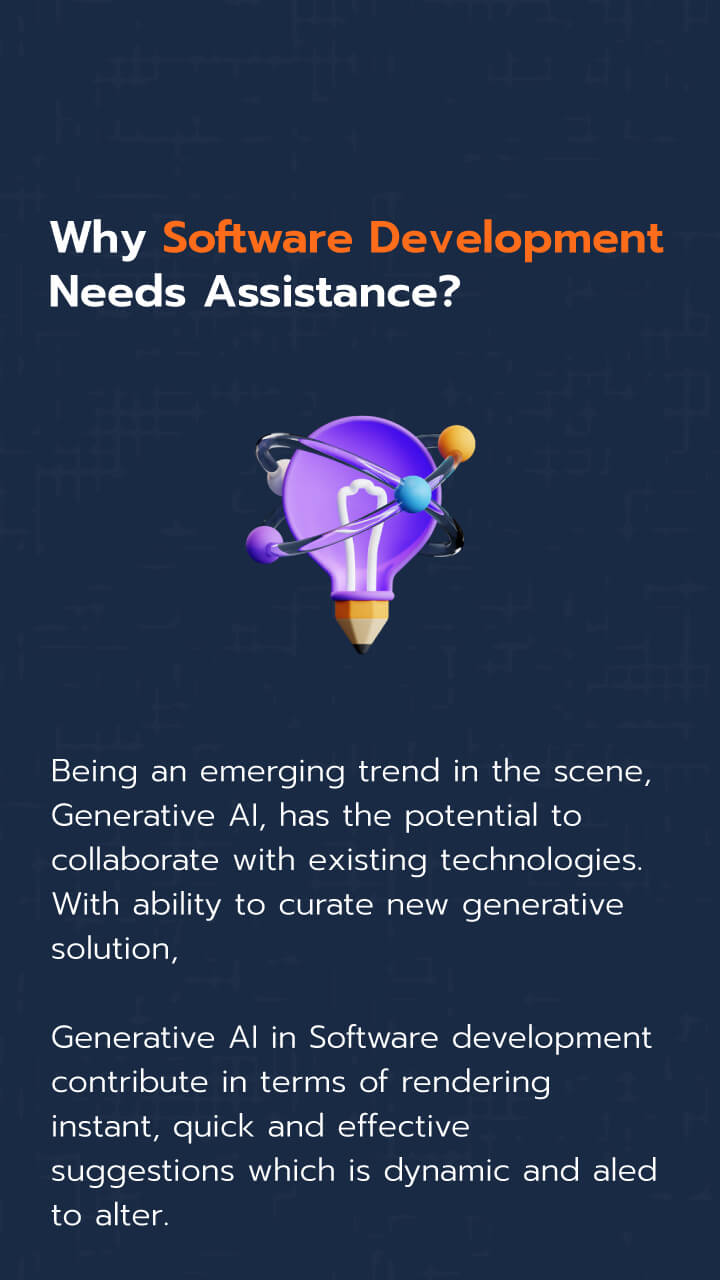 Why Software Development
Needs Assistance?
Being an emerging trend in the scene,
Generative AI, has the potential to
collaborate with existing technologies.
With ability to curate new generative
solution,
Generative AI in Software development
contribute in terms of rendering
instant, quick and effective
suggestions which is dynamic and aled
to alter.